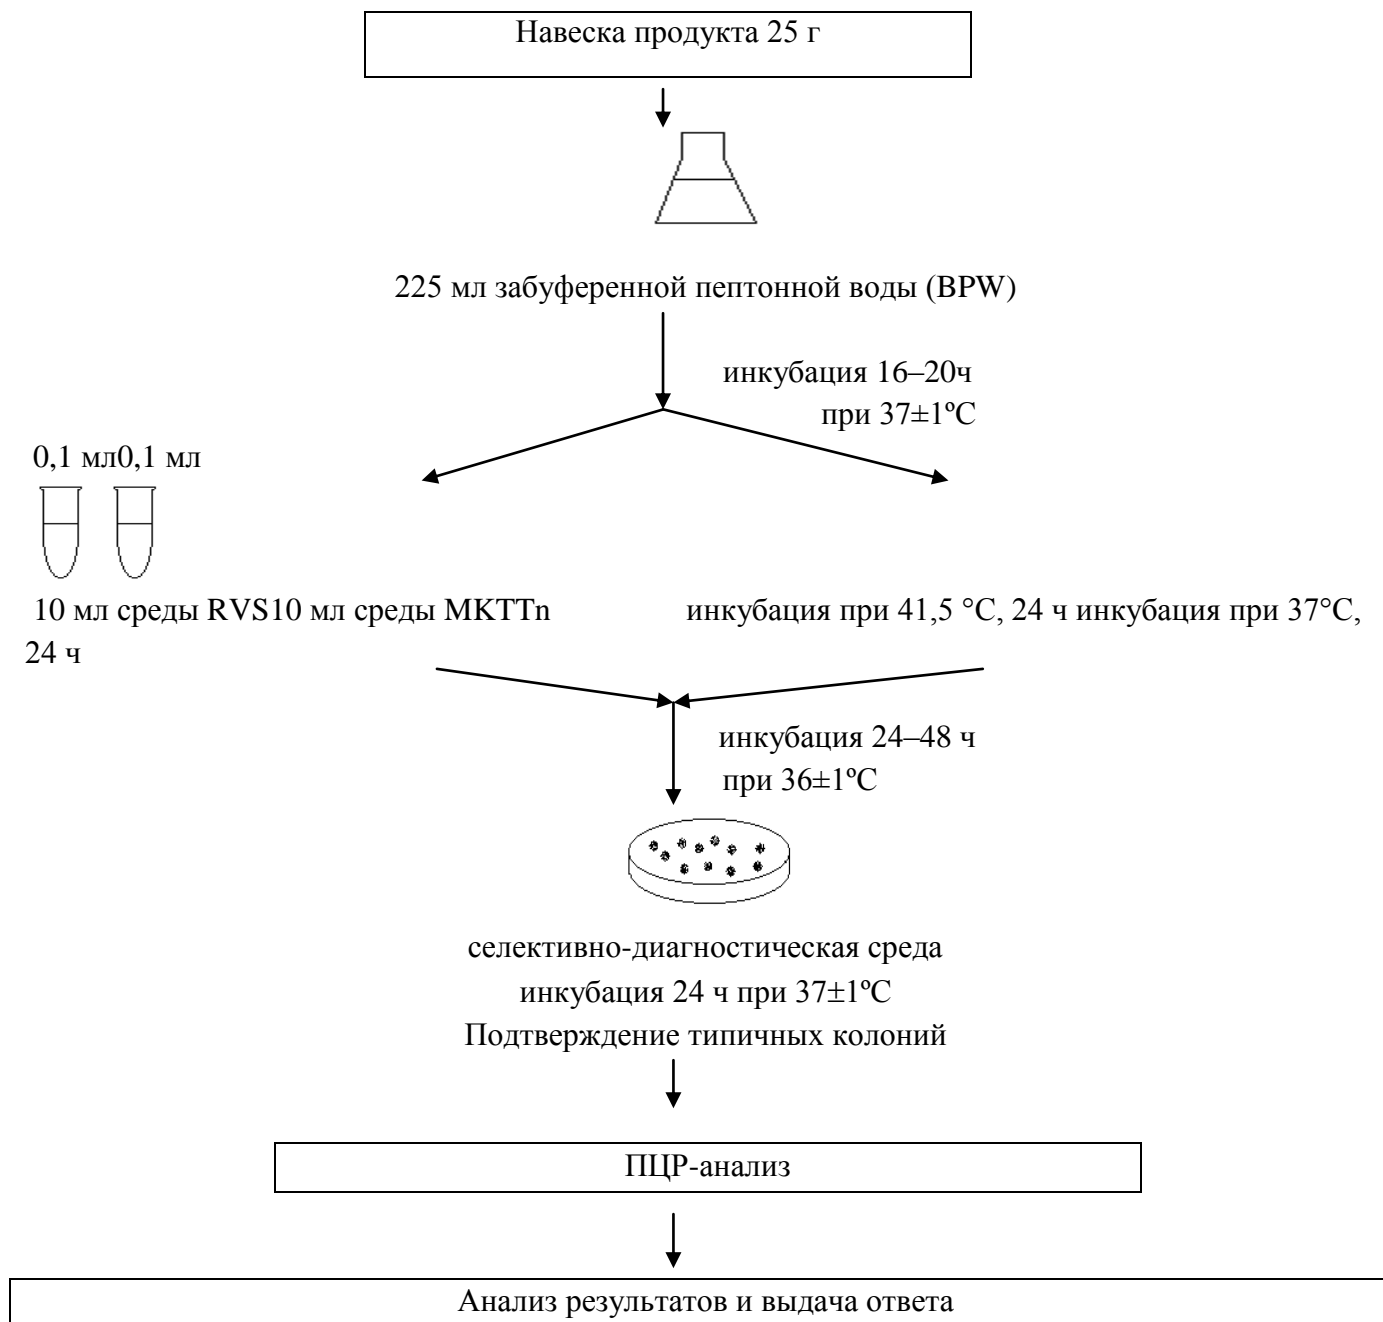 Навеска продукта 25 г
225 мл забуференной пептонной воды (BPW)
инкубация 16–20ч
при 37±1ºС
0,1 мл0,1 мл
10 мл среды RVS10 мл среды MKTTn инкубация при 41,5 °С, 24 ч инкубация при 37°С,
24 ч
инкубация 24–48 ч
при 36±1ºС
селективно-диагностическая среда
инкубация 24 ч при 37±1ºС
Подтверждение типичных колоний
ПЦР-анализ
Анализ результатов и выдача ответа